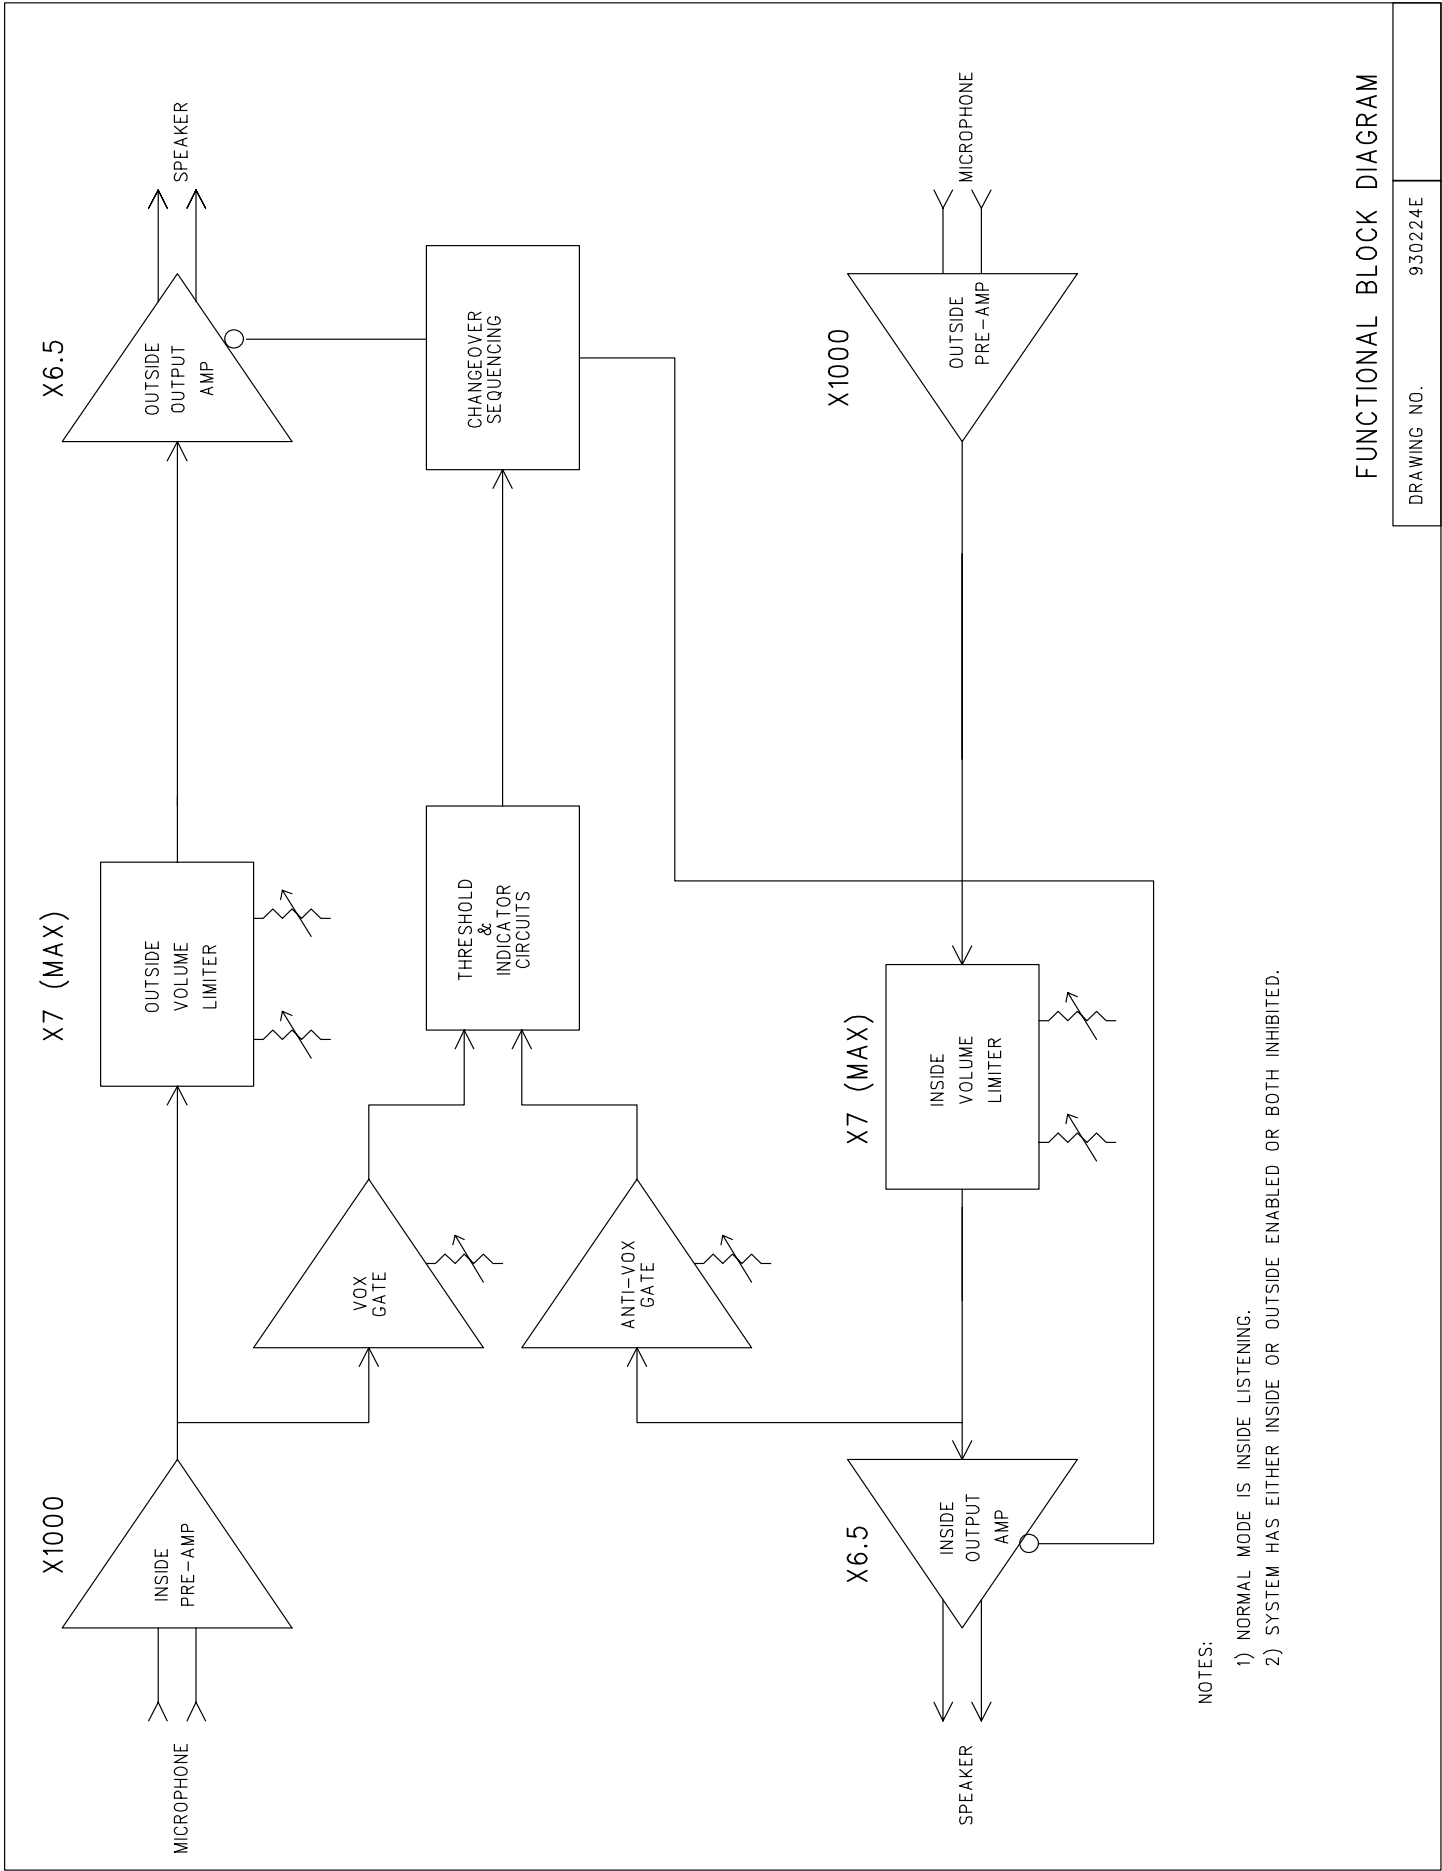 X1000
X7 (MAX)
X6.5
MICROPHONE
INSIDE
PRE-AMP
OUTSIDE
VOLUME
LIMITER
OUTSIDE
OUTPUT
AMP
SPEAKER
VOX
GATE
ANTI-VOX
GATE
THRESHOLD
&
INDICATOR
CIRCUITS
CHANGEOVER
SEQUENCING
X6.5
X7 (MAX)
X1000
SPEAKER
INSIDE
OUTPUT
AMP
INSIDE
VOLUME
LIMITER
OUTSIDE
PRE-AMP
MICROPHONE
NOTES:
1) NORMAL MODE IS INSIDE LISTENING.
2) SYSTEM HAS EITHER INSIDE OR OUTSIDE ENABLED OR BOTH INHIBITED.
FUNCTIONAL BLOCK DIAGRAM
DRAWING NO. 930224E